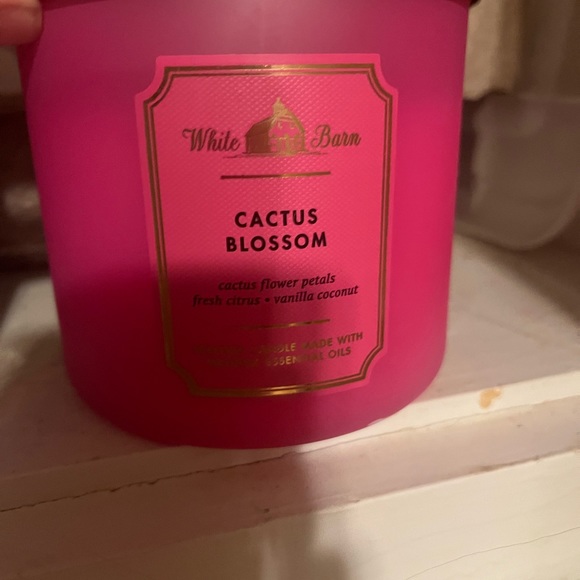 White Barn
CACTUS
BLOSSOM
cactus flower petals
fresh citrus • vanilla coconut
MADE WITH
ESSENTIAL OILS